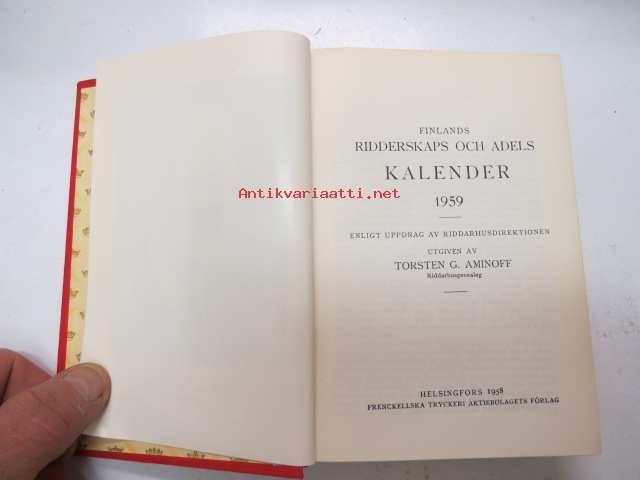 FINLANDS
RIDDERSKAPS OCH ADELS
KALENDER
Antikvariaatti.net
1959
ENLIGT UPPDRAG AV RIDDARHUSDIREKTIONEN
UTGIVEN AV
TORSTEN G. AMINOFF
Riddarhusgenealog
HELSINGFORS 1958
FRENCKELLSKA TRYCKERI AKTIEBOLAGETS FÖRLAG